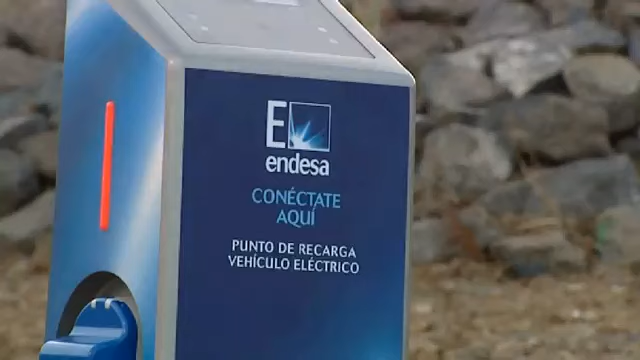 E
endesa
CONÉCTATE
AQUÍ
PUNTO DE RECARGA
VEHÍCULO ELÉCTRICO